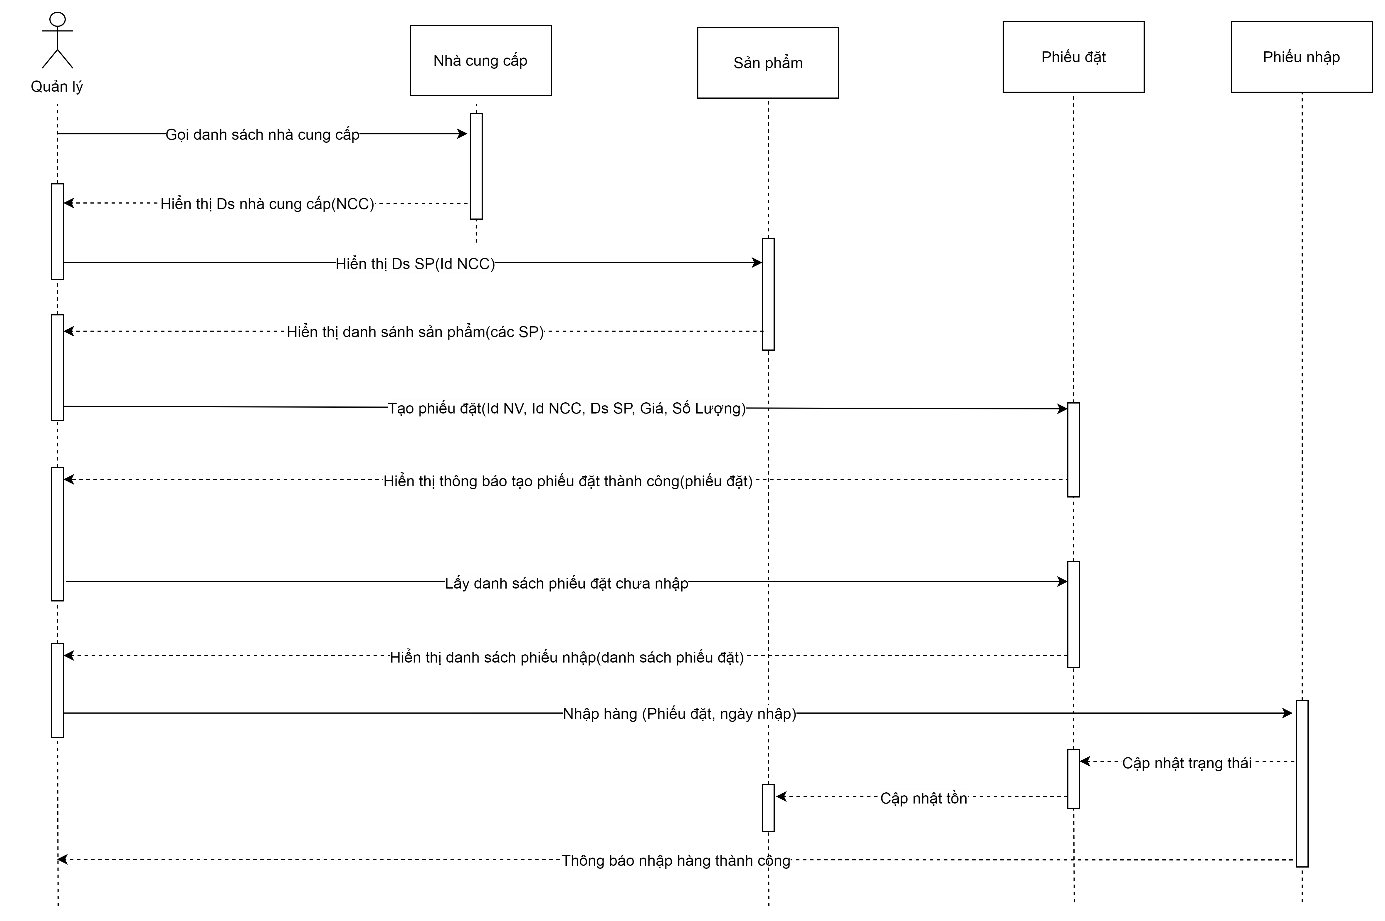 Quản lý
Nhà cung cấp
Sản phẩm
Phiếu đặt
Phiếu nhập
Gọi danh sách nhà cung cấp
Hiển thị Ds nhà cung cấp(NCC)
Hiển thị Ds SP(Id NCC)
Hiển thị danh sánh sản phẩm(các SP)
Tạo phiếu đặt(Id NV, Id NCC, Ds SP, Giá, Số Lượng)
Hiển thị thông báo tạo phiếu đặt thành công(phiếu đặt)
Lấy danh sách phiếu đặt chưa nhập
Hiển thị danh sách phiếu nhập(danh sách phiếu đặt)
Nhập hàng (Phiếu đặt, ngày nhập)
Cập nhật trạng thái
Cập nhật tồn
Thông báo nhập hàng thành công